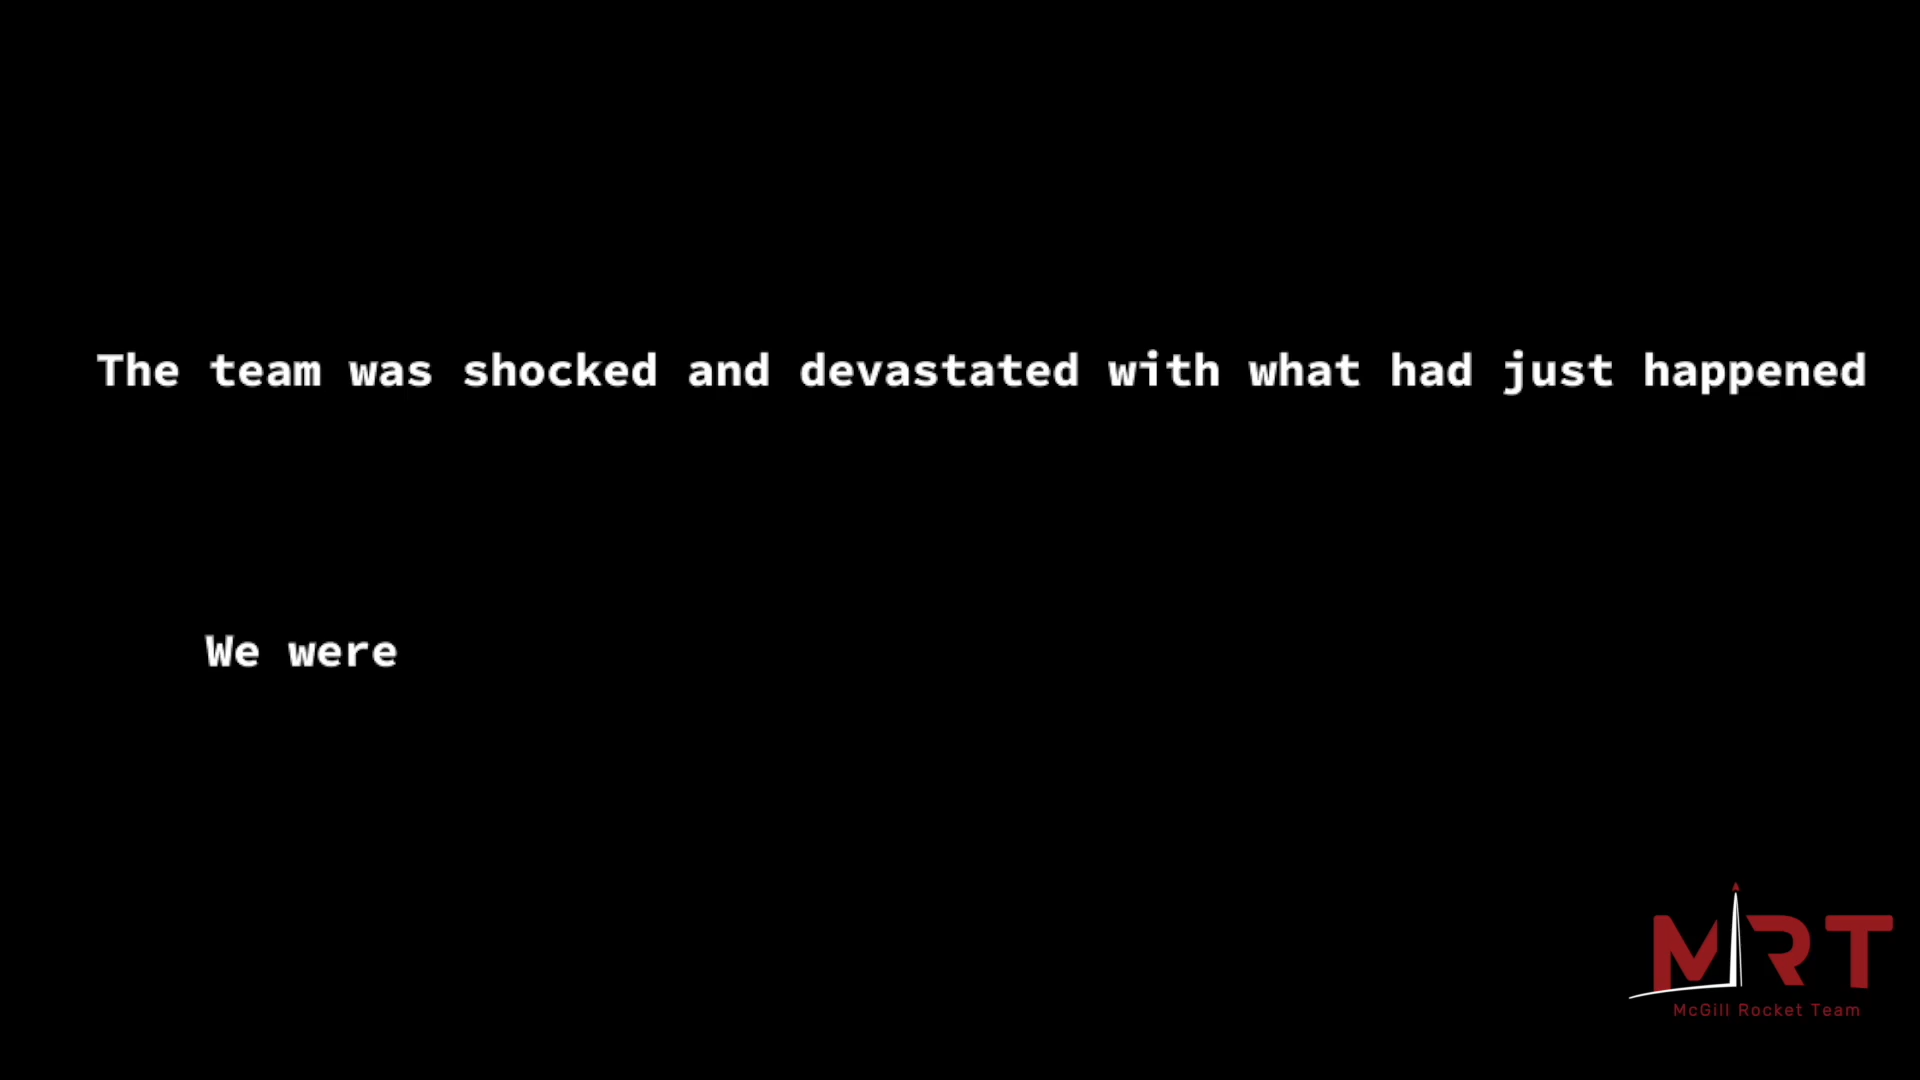 The team was shocked and devastated with what had just happened
We were
MRT
McGill Rocket Team